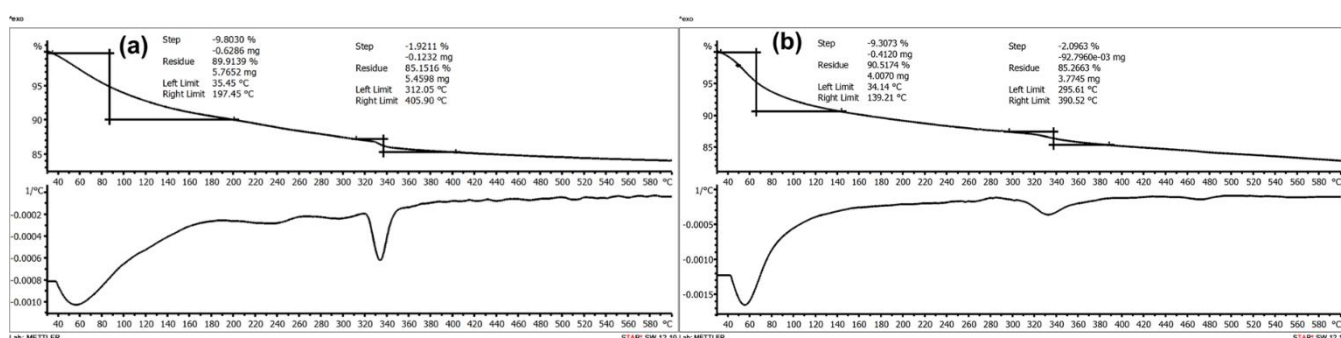 ^exo
(a)
Step -9.8030 %
-0.6286 mg
Residue 89.9139 %
5.7652 mg
Left Limit 35.45 °C
Right Limit 197.45 °C
Step -1.9211 %
-0.1232 mg
Residue 85.1516 %
5.4598 mg
Left Limit 312.05 °C
Right Limit 405.90 °C
%
95
90
85
40 60 80 100 120 140 160 180 200 220 240 260 280 300 320 340 360 380 400 420 440 460 480 500 520 540 560 580 °C
1/°C
-0.0002
-0.0004
-0.0006
-0.0008
-0.0010
40 60 80 100 120 140 160 180 200 220 240 260 280 300 320 340 360 380 400 420 440 460 480 500 520 540 560 580 °C
Lab: METTLER
^exo
(b)
Step -9.3073 %
-0.4120 mg
Residue 90.5174 %
4.0070 mg
Left Limit 34.14 °C
Right Limit 139.21 °C
Step -2.0963 %
-92.7960e-03 mg
Residue 85.2663 %
3.7745 mg
Left Limit 295.61 °C
Right Limit 390.52 °C
%
95
90
85
40 60 80 100 120 140 160 180 200 220 240 260 280 300 320 340 360 380 400 420 440 460 480 500 520 540 560 580 °C
1/°C
-0.0005
-0.0010
-0.0015
40 60 80 100 120 140 160 180 200 220 240 260 280 300 320 340 360 380 400 420 440 460 480 500 520 540 560 580 °C
Lab: METTLER